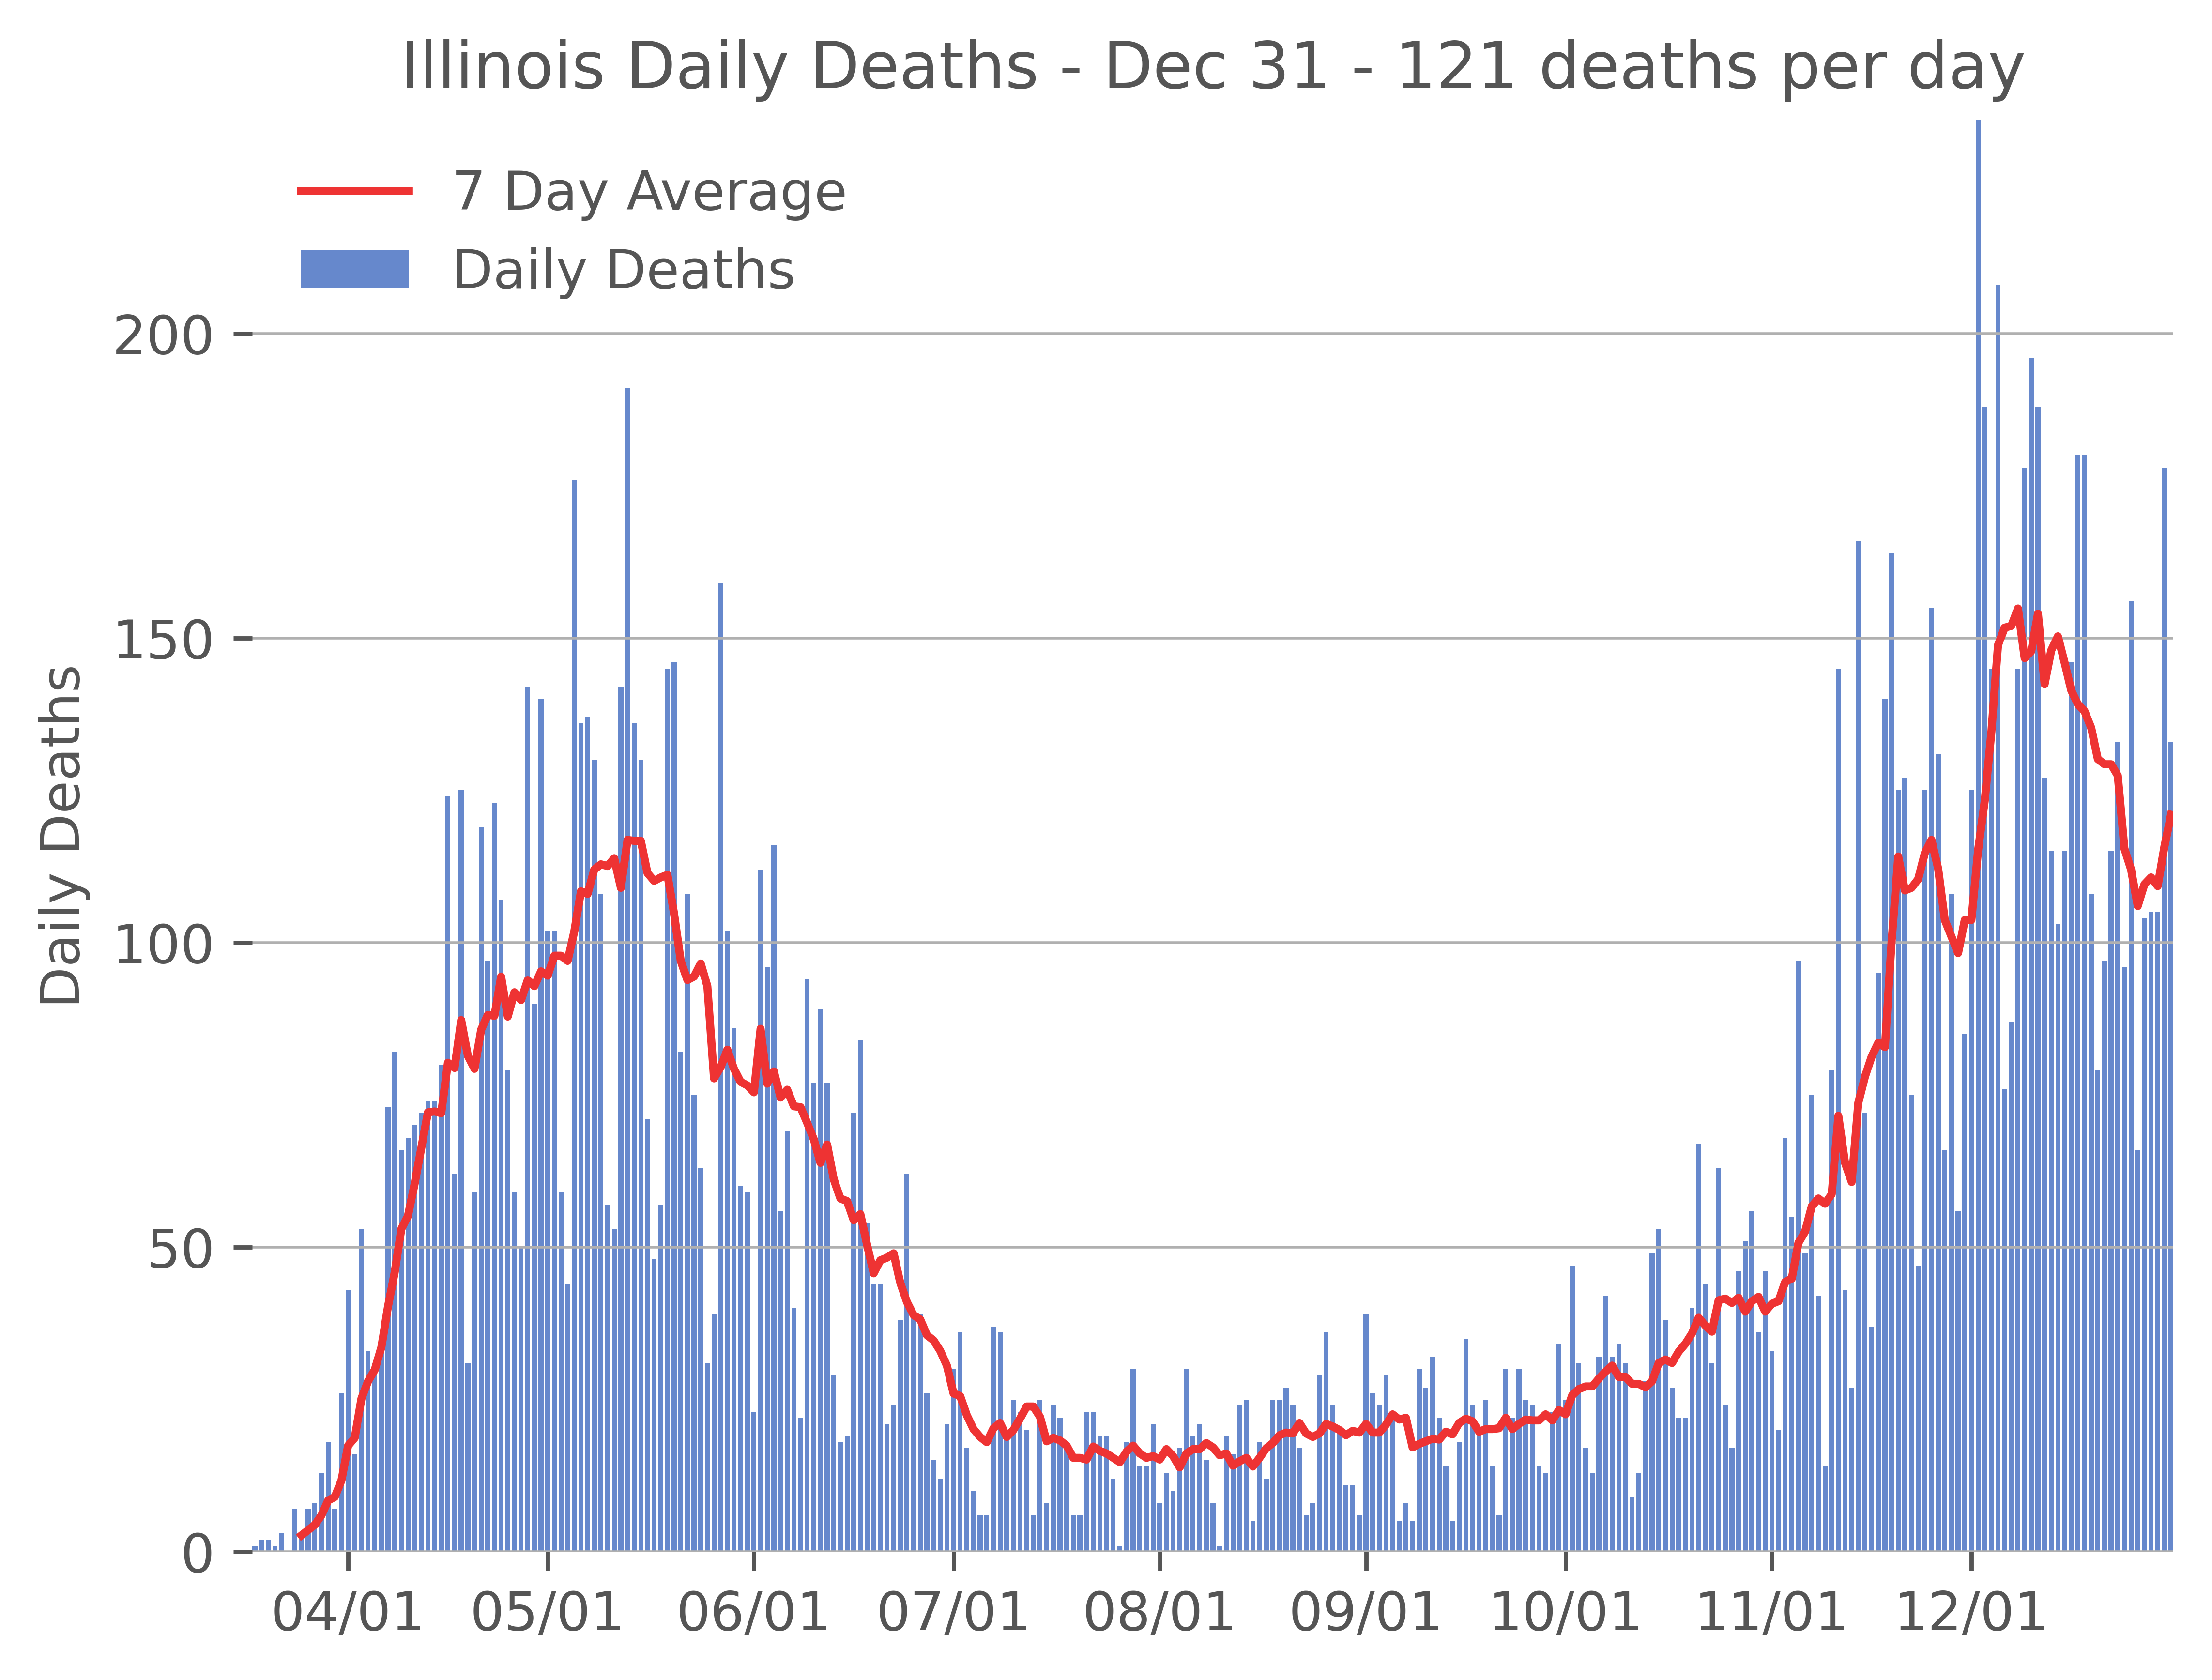 Illinois Daily Deaths - Dec 31 - 121 deaths per day
7 Day Average
Daily Deaths
200
150
100
50
0
Daily Deaths
04/01 05/01 06/01 07/01 08/01 09/01 10/01 11/01 12/01